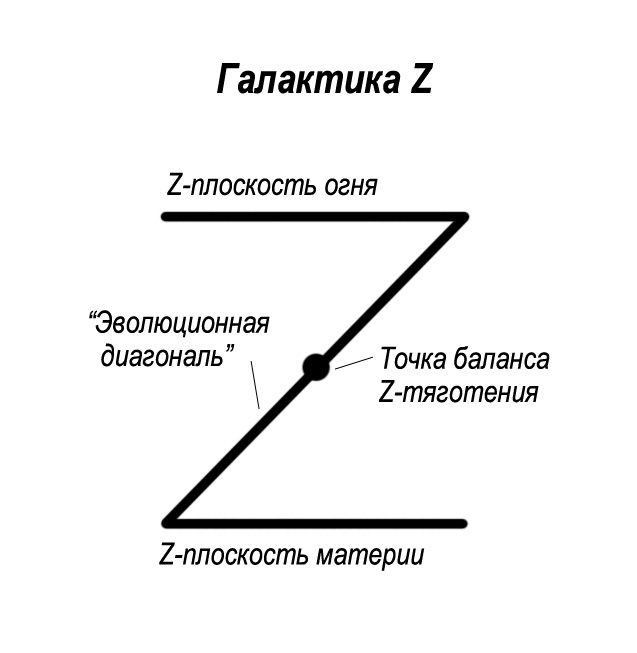 Галактика Z
Z-плоскость огня
“Эволюционная
диагональ”
Точка баланса
Z-тяготения
Z-плоскость материи